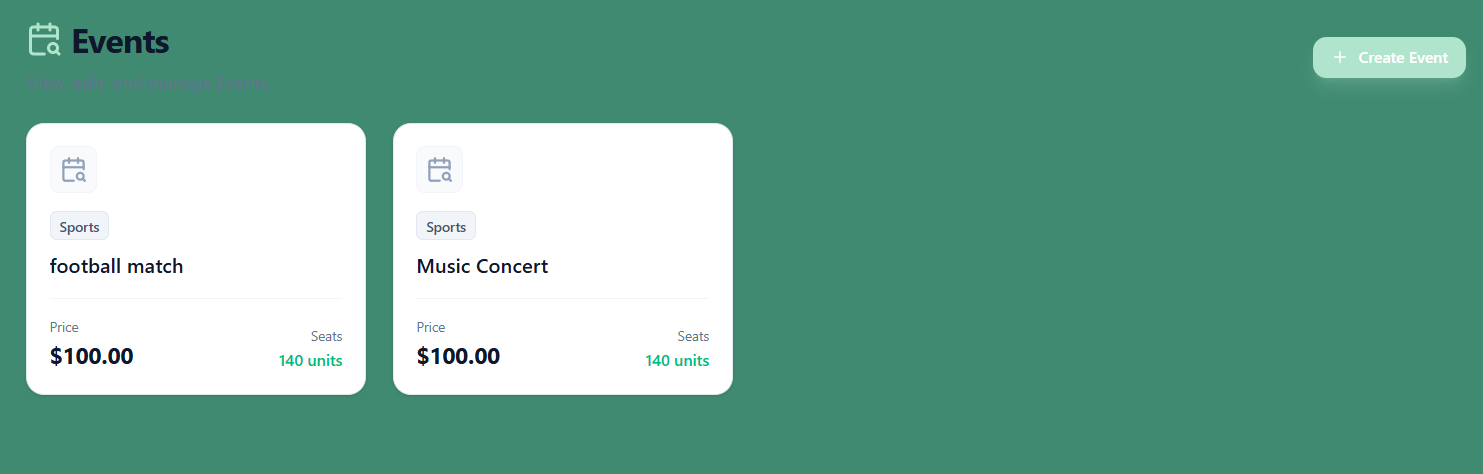 Events
View, edit, and manage Events
Create Event
Sports
football match
Price
$100.00
Seats
140 units
Sports
Music Concert
Price
$100.00
Seats
140 units